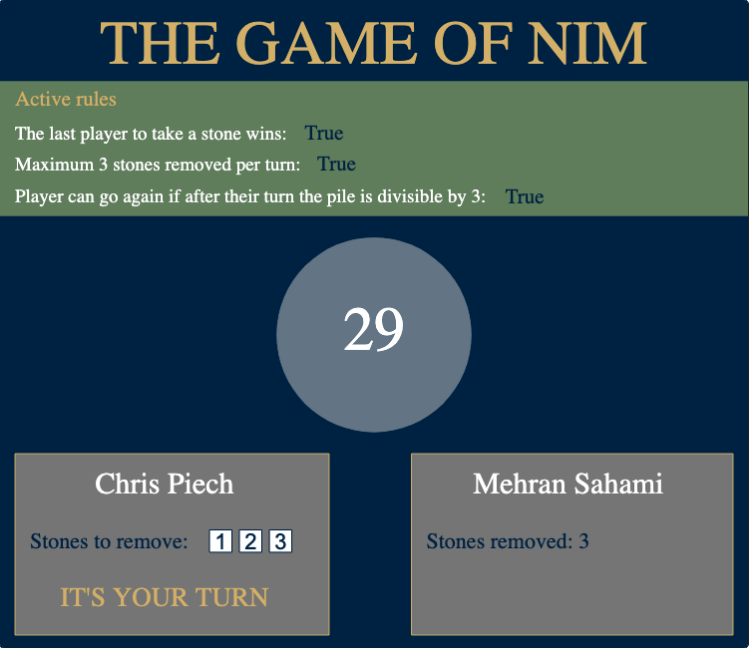 THE GAME OF NIM
Active rules
The last player to take a stone wins: True
Maximum 3 stones removed per turn: True
Player can go again if after their turn the pile is divisible by 3: True
29
Chris Piech
Stones to remove: 1 2 3
IT'S YOUR TURN
Mehran Sahami
Stones removed: 3